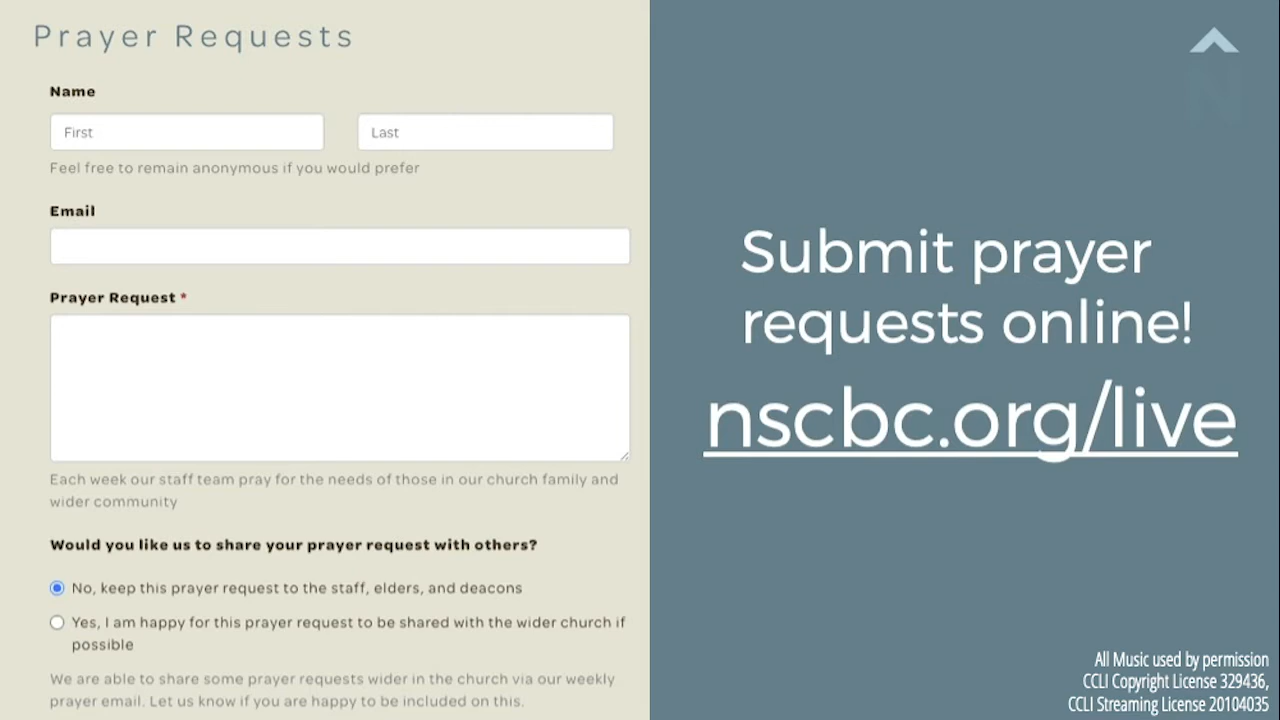 Prayer Requests
Name
First
Last
Feel free to remain anonymous if you would prefer
Email
Prayer Request *
Each week our staff team pray for the needs of those in our church family and
wider community
Would you like us to share your prayer request with others?
No, keep this prayer request to the staff, elders, and deacons
Yes, I am happy for this prayer request to be shared with the wider church if
possible
We are able to share some prayer requests wider in the church via our weekly
prayer email. Let us know if you are happy to be included on this.
Submit prayer
requests online!
nscbc.org/live
All Music used by permission
CCLI Copyright License 329436,
CCLI Streaming License 20104035